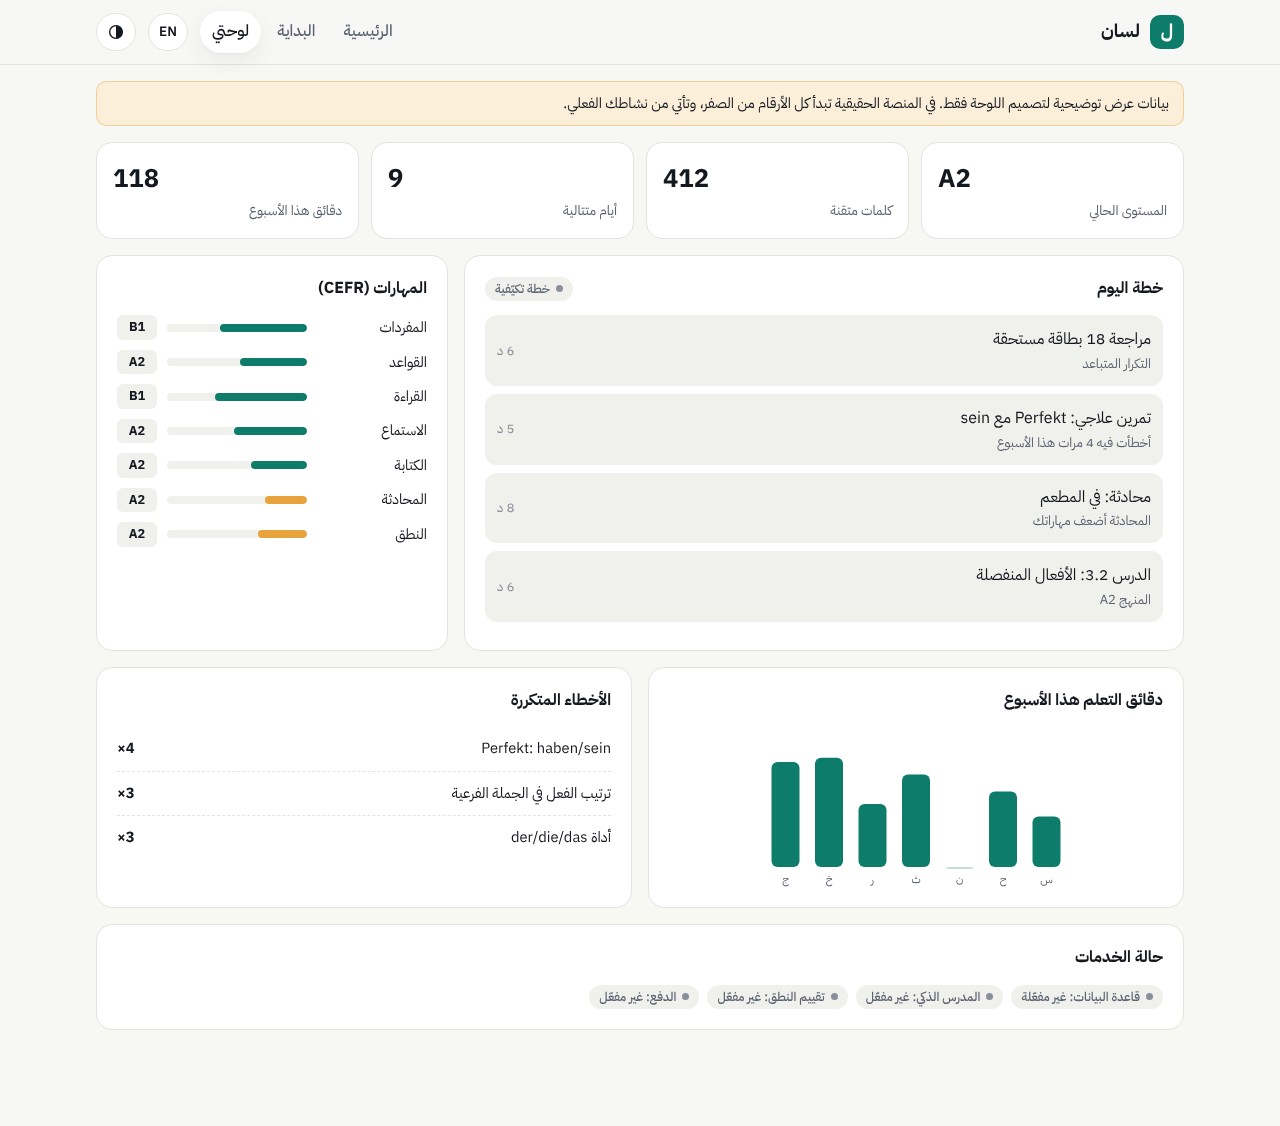 ل لسان
الرئيسية
البداية
لوحتي
EN
بيانات عرض توضيحية لتصميم اللوحة فقط. في المنصة الحقيقية تبدأ كل الأرقام من الصفر، وتأتي من نشاطك الفعلي.
A2
المستوى الحالي
412
كلمات متقنة
9
أيام متتالية
118
دقائق هذا الأسبوع
خطة اليوم
خطة تكيّفية
مراجعة 18 بطاقة مستحقة
التكرار المتباعد
6 د
تمرين علاجي: Perfekt مع sein
أخطأت فيه 4 مرات هذا الأسبوع
5 د
محادثة: في المطعم
المحادثة أضعف مهاراتك
8 د
الدرس 3.2: الأفعال المنفصلة
المنهج A2
6 د
المهارات (CEFR)
المفردات B1
القواعد A2
القراءة B1
الاستماع A2
الكتابة A2
المحادثة A2
النطق A2
دقائق التعلم هذا الأسبوع
س ح ن ث ر خ ج
الأخطاء المتكررة
Perfekt: haben/sein ×4
ترتيب الفعل في الجملة الفرعية ×3
أداة der/die/das ×3
حالة الخدمات
قاعدة البيانات: غير مفعّلة
المدرس الذكي: غير مفعّل
تقييم النطق: غير مفعّل
الدفع: غير مفعّل